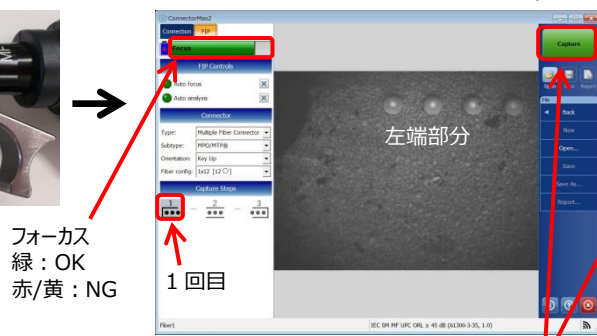 ConnectorMax2
Connection
FIP
Focus
FIP Controls
Auto focus
Auto analysis
Connector
Type:
Multiple Fiber Connector
Subtype:
MPO/MTP®
Orientation:
Key Up
Fiber config:
1x12 [12 O]
Capture Steps
1
2
3
左端部分
Capture
Report
File
Back
New
Open...
Save
Save As...
Report...
フォーカス
緑：OK
赤/黄：NG
1 回目
Fiber1
IEC SM MF UPC ORL ≥ 45 dB (61300-3-35, 1.0)